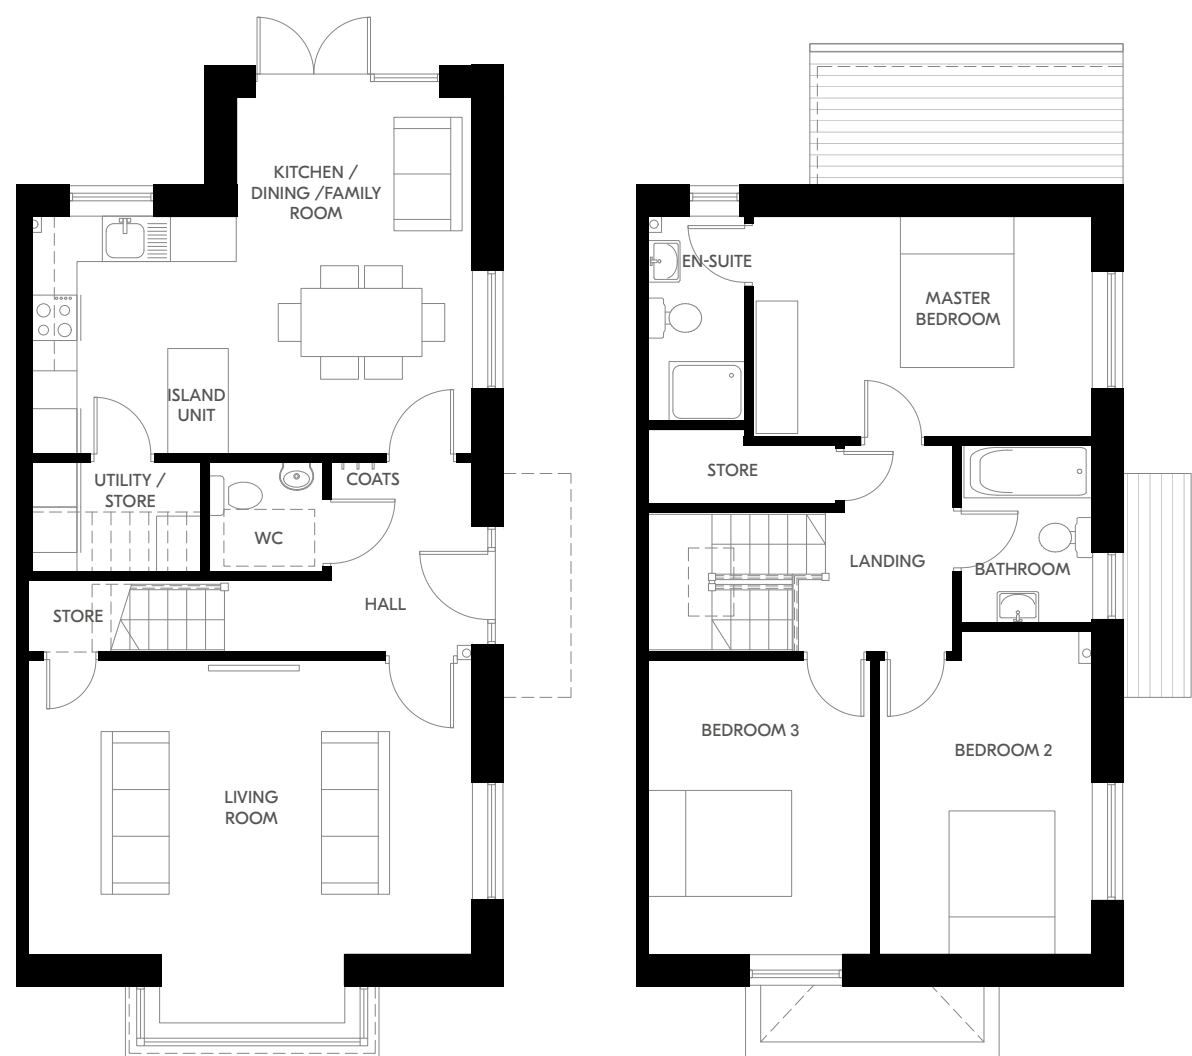 KITCHEN /
DINING /FAMILY
ROOM
ISLAND
UNIT
UTILITY /
STORE
COATS
WC
HALL
STORE
LIVING
ROOM
EN-SUITE
MASTER
BEDROOM
STORE
LANDING
BATHROOM
BEDROOM 3
BEDROOM 2